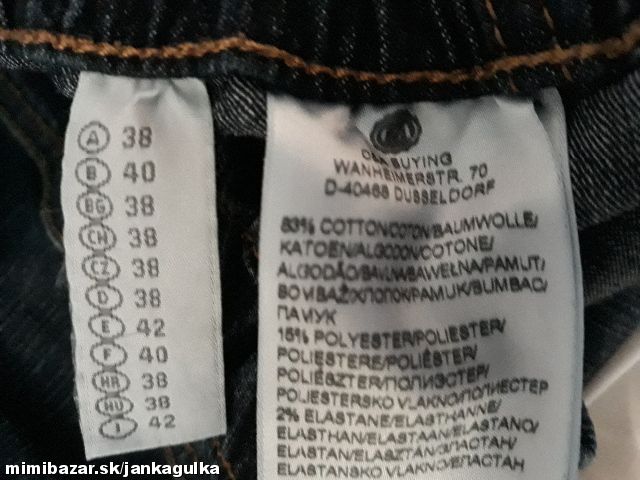 A 38
B 40
BG 38
CH 38
CZ 38
D 38
E 42
F 40
HR 38
HU 38
I 42
C&A
C&A BUYING
WANHEIMERSTR. 70
D-40468 DUSSELDORF
83% COTTON/COTON/BAUMWOLLE/
KATOEN/ALGODON/COTONE/
ALGODÃO/BAVLNA/BAWEŁNA/PAMUT/
ΒΑΜΒΑΚΙ/ХЛОПОК/PAMUK/BUMBAC/
ПАМУК
15% POLYESTER/POLIESTER/
POLIESTERE/POLIÉSTER/
POLIÉSZTER/ПОЛИЭСТЕР/
POLJESTERSKO VLAKNO/ПОЛИЕСТЕР
2% ELASTANE/ELASTHANNE/
ELASTHAN/ELASTAAN/ELASTANO/
ELASTAN/ELASZTÁN/ЭЛАСТАН/
ELASTANSKO VLAKNO/ЕЛАСТАН
mimibazar.sk/jankagulka